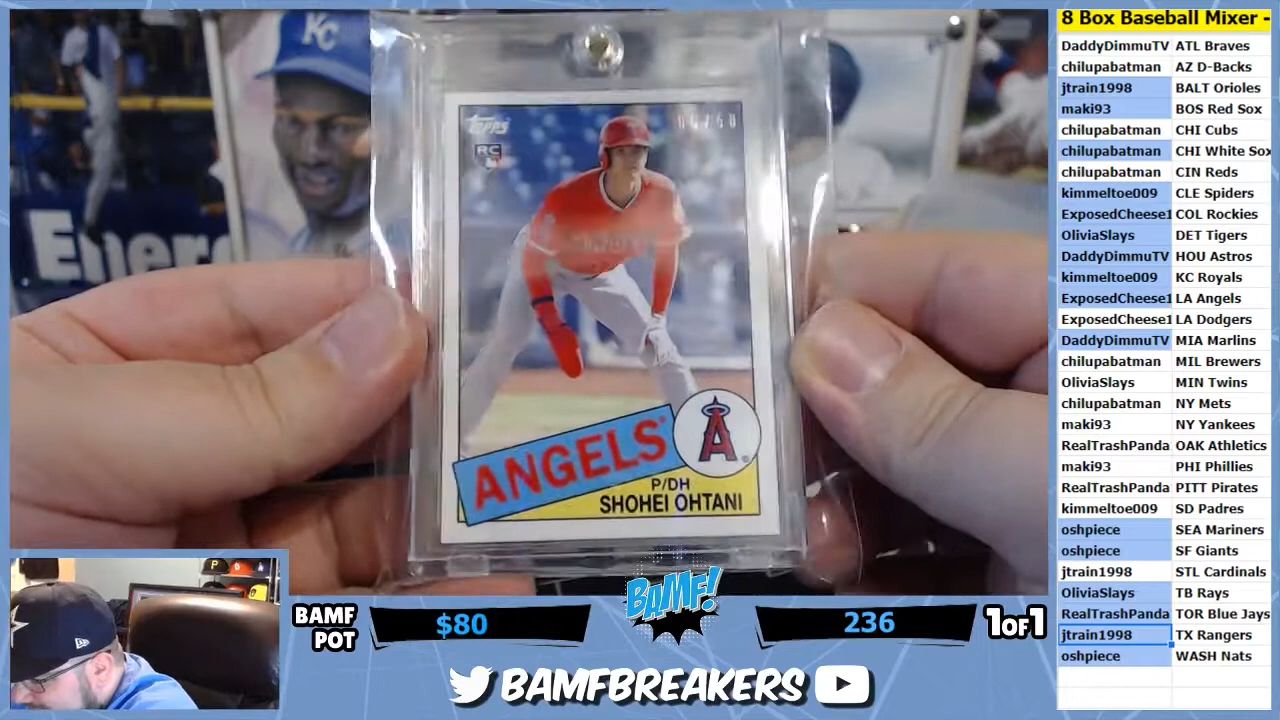 KC
Energ
Topps
RC
ANGELS
A
P/DH
SHOHEI OHTANI
8 Box Baseball Mixer -
DaddyDimmuTV ATL Braves
chilupabatman AZ D-Backs
jtrain1998 BALT Orioles
maki93 BOS Red Sox
chilupabatman CHI Cubs
chilupabatman CHI White Sox
chilupabatman CIN Reds
kimmeltoe009 CLE Spiders
ExposedCheese1 COL Rockies
OliviaSlays DET Tigers
DaddyDimmuTV HOU Astros
kimmeltoe009 KC Royals
ExposedCheese1 LA Angels
ExposedCheese1 LA Dodgers
DaddyDimmuTV MIA Marlins
chilupabatman MIL Brewers
OliviaSlays MIN Twins
chilupabatman NY Mets
maki93 NY Yankees
RealTrashPanda OAK Athletics
maki93 PHI Phillies
RealTrashPanda PITT Pirates
kimmeltoe009 SD Padres
oshpiece SEA Mariners
oshpiece SF Giants
jtrain1998 STL Cardinals
OliviaSlays TB Rays
RealTrashPanda TOR Blue Jays
jtrain1998 TX Rangers
oshpiece WASH Nats
P
BAMF POT
$80
BAMF!
236
1OF1
BAMFBREAKERS